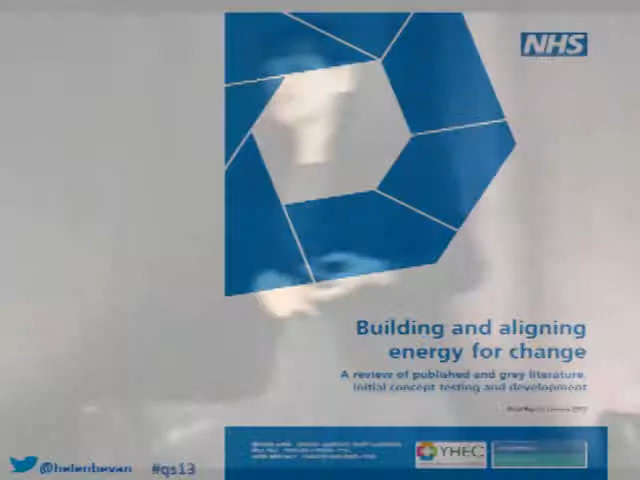 NHS
Building and aligning
energy for change
A review of published and grey literature,
initial concept testing and development
YHEC
@helenbevan #qs13